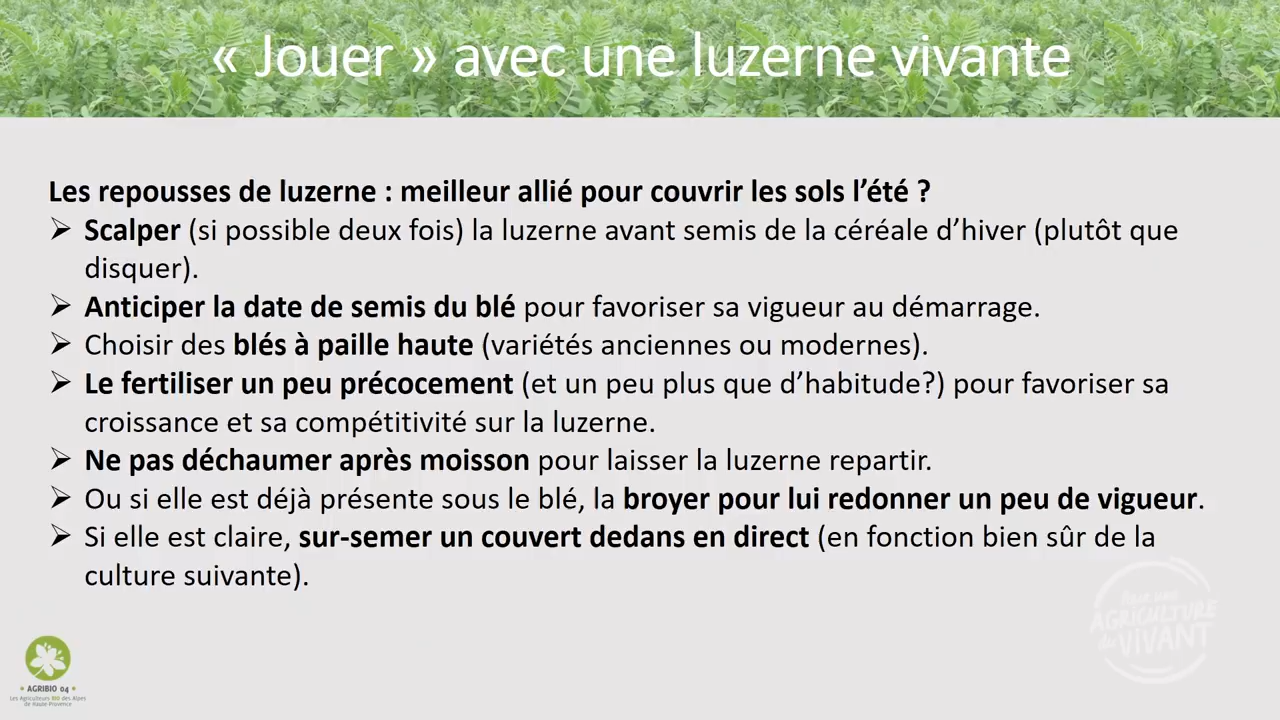 « Jouer » avec une luzerne vivante
Les repousses de luzerne : meilleur allié pour couvrir les sols l’été ?
➢ Scalper (si possible deux fois) la luzerne avant semis de la céréale d’hiver (plutôt que
disquer).
➢ Anticiper la date de semis du blé pour favoriser sa vigueur au démarrage.
➢ Choisir des blés à paille haute (variétés anciennes ou modernes).
➢ Le fertiliser un peu précocement (et un peu plus que d’habitude?) pour favoriser sa
croissance et sa compétitivité sur la luzerne.
➢ Ne pas déchaumer après moisson pour laisser la luzerne repartir.
➢ Ou si elle est déjà présente sous le blé, la broyer pour lui redonner un peu de vigueur.
➢ Si elle est claire, sur-semer un couvert dedans en direct (en fonction bien sûr de la
culture suivante).
Pour une
AGRICULTURE
du VIVANT
• AGRIBIO 04 •
Les Agriculteurs BIO des Alpes
de Haute Provence